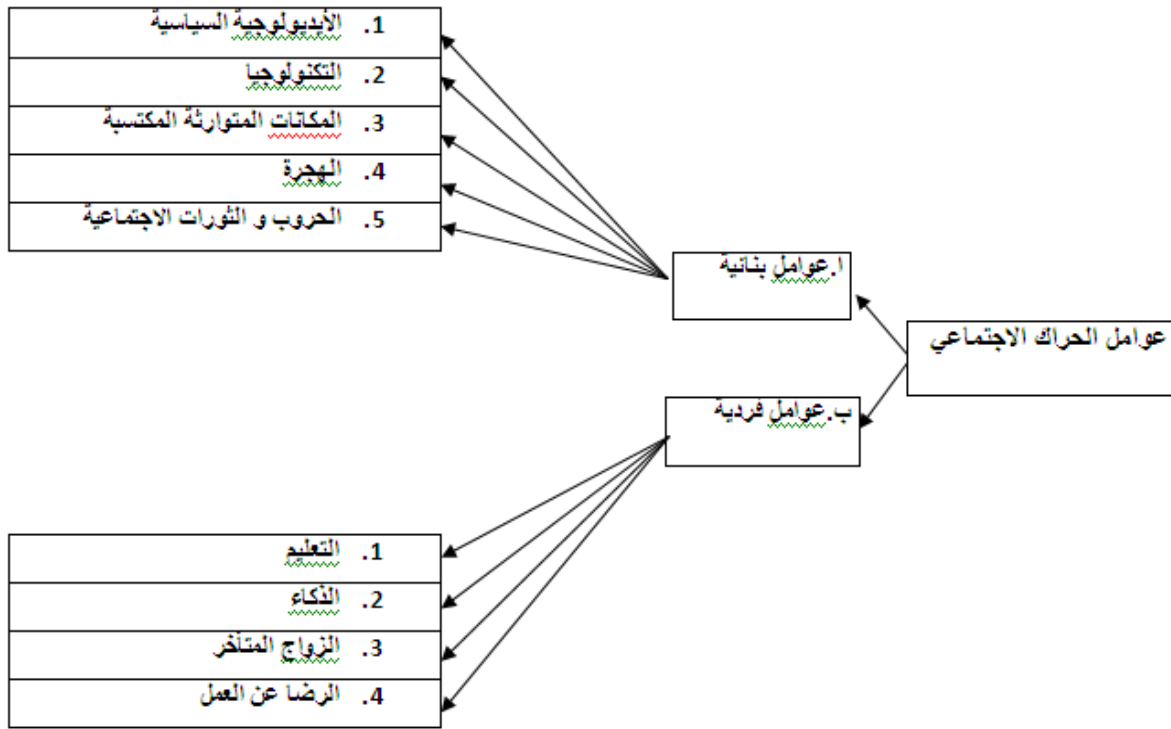 عوامل الحراك الاجتماعي
ا.عوامل بنائية
1. الأيديولوجية السياسية
2. التكنولوجيا
3. المكانات المتوارثة المكتسبة
4. الهجرة
5. الحروب و الثورات الاجتماعية
ب.عوامل فردية
1. التعليم
2. الذكاء
3. الزواج المتأخر
4. الرضا عن العمل